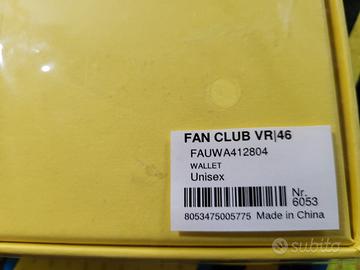 FAN CLUB VR|46
FAUWA412804
WALLET
Unisex
Nr.
6053
8053475005775 Made in China
subito